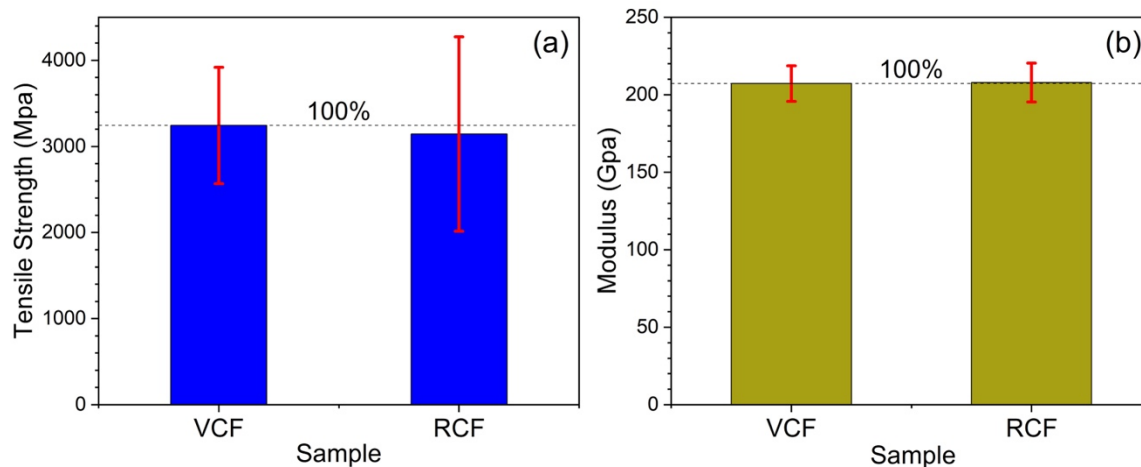 (a)
Tensile Strength (Mpa)
4000
3000
2000
1000
0
100%
VCF
RCF
Sample
(b)
Modulus (Gpa)
250
200
150
100
50
0
100%
VCF
RCF
Sample